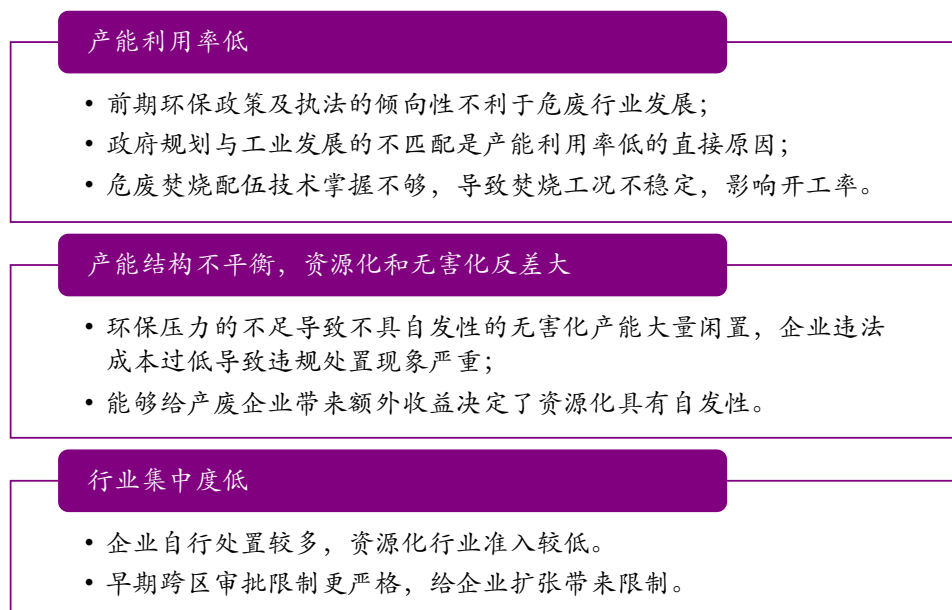 产能利用率低
• 前期环保政策及执法的倾向性不利于危废行业发展；
• 政府规划与工业发展的不匹配是产能利用率低的直接原因；
• 危废焚烧配伍技术掌握不够，导致焚烧工况不稳定，影响开工率。
产能结构不平衡，资源化和无害化反差大
• 环保压力的不足导致不具自发性的无害化产能大量闲置，企业违法
成本过低导致违规处置现象严重；
• 能够给产废企业带来额外收益决定了资源化具有自发性。
行业集中度低
• 企业自行处置较多，资源化行业准入较低。
• 早期跨区审批限制更严格，给企业扩张带来限制。